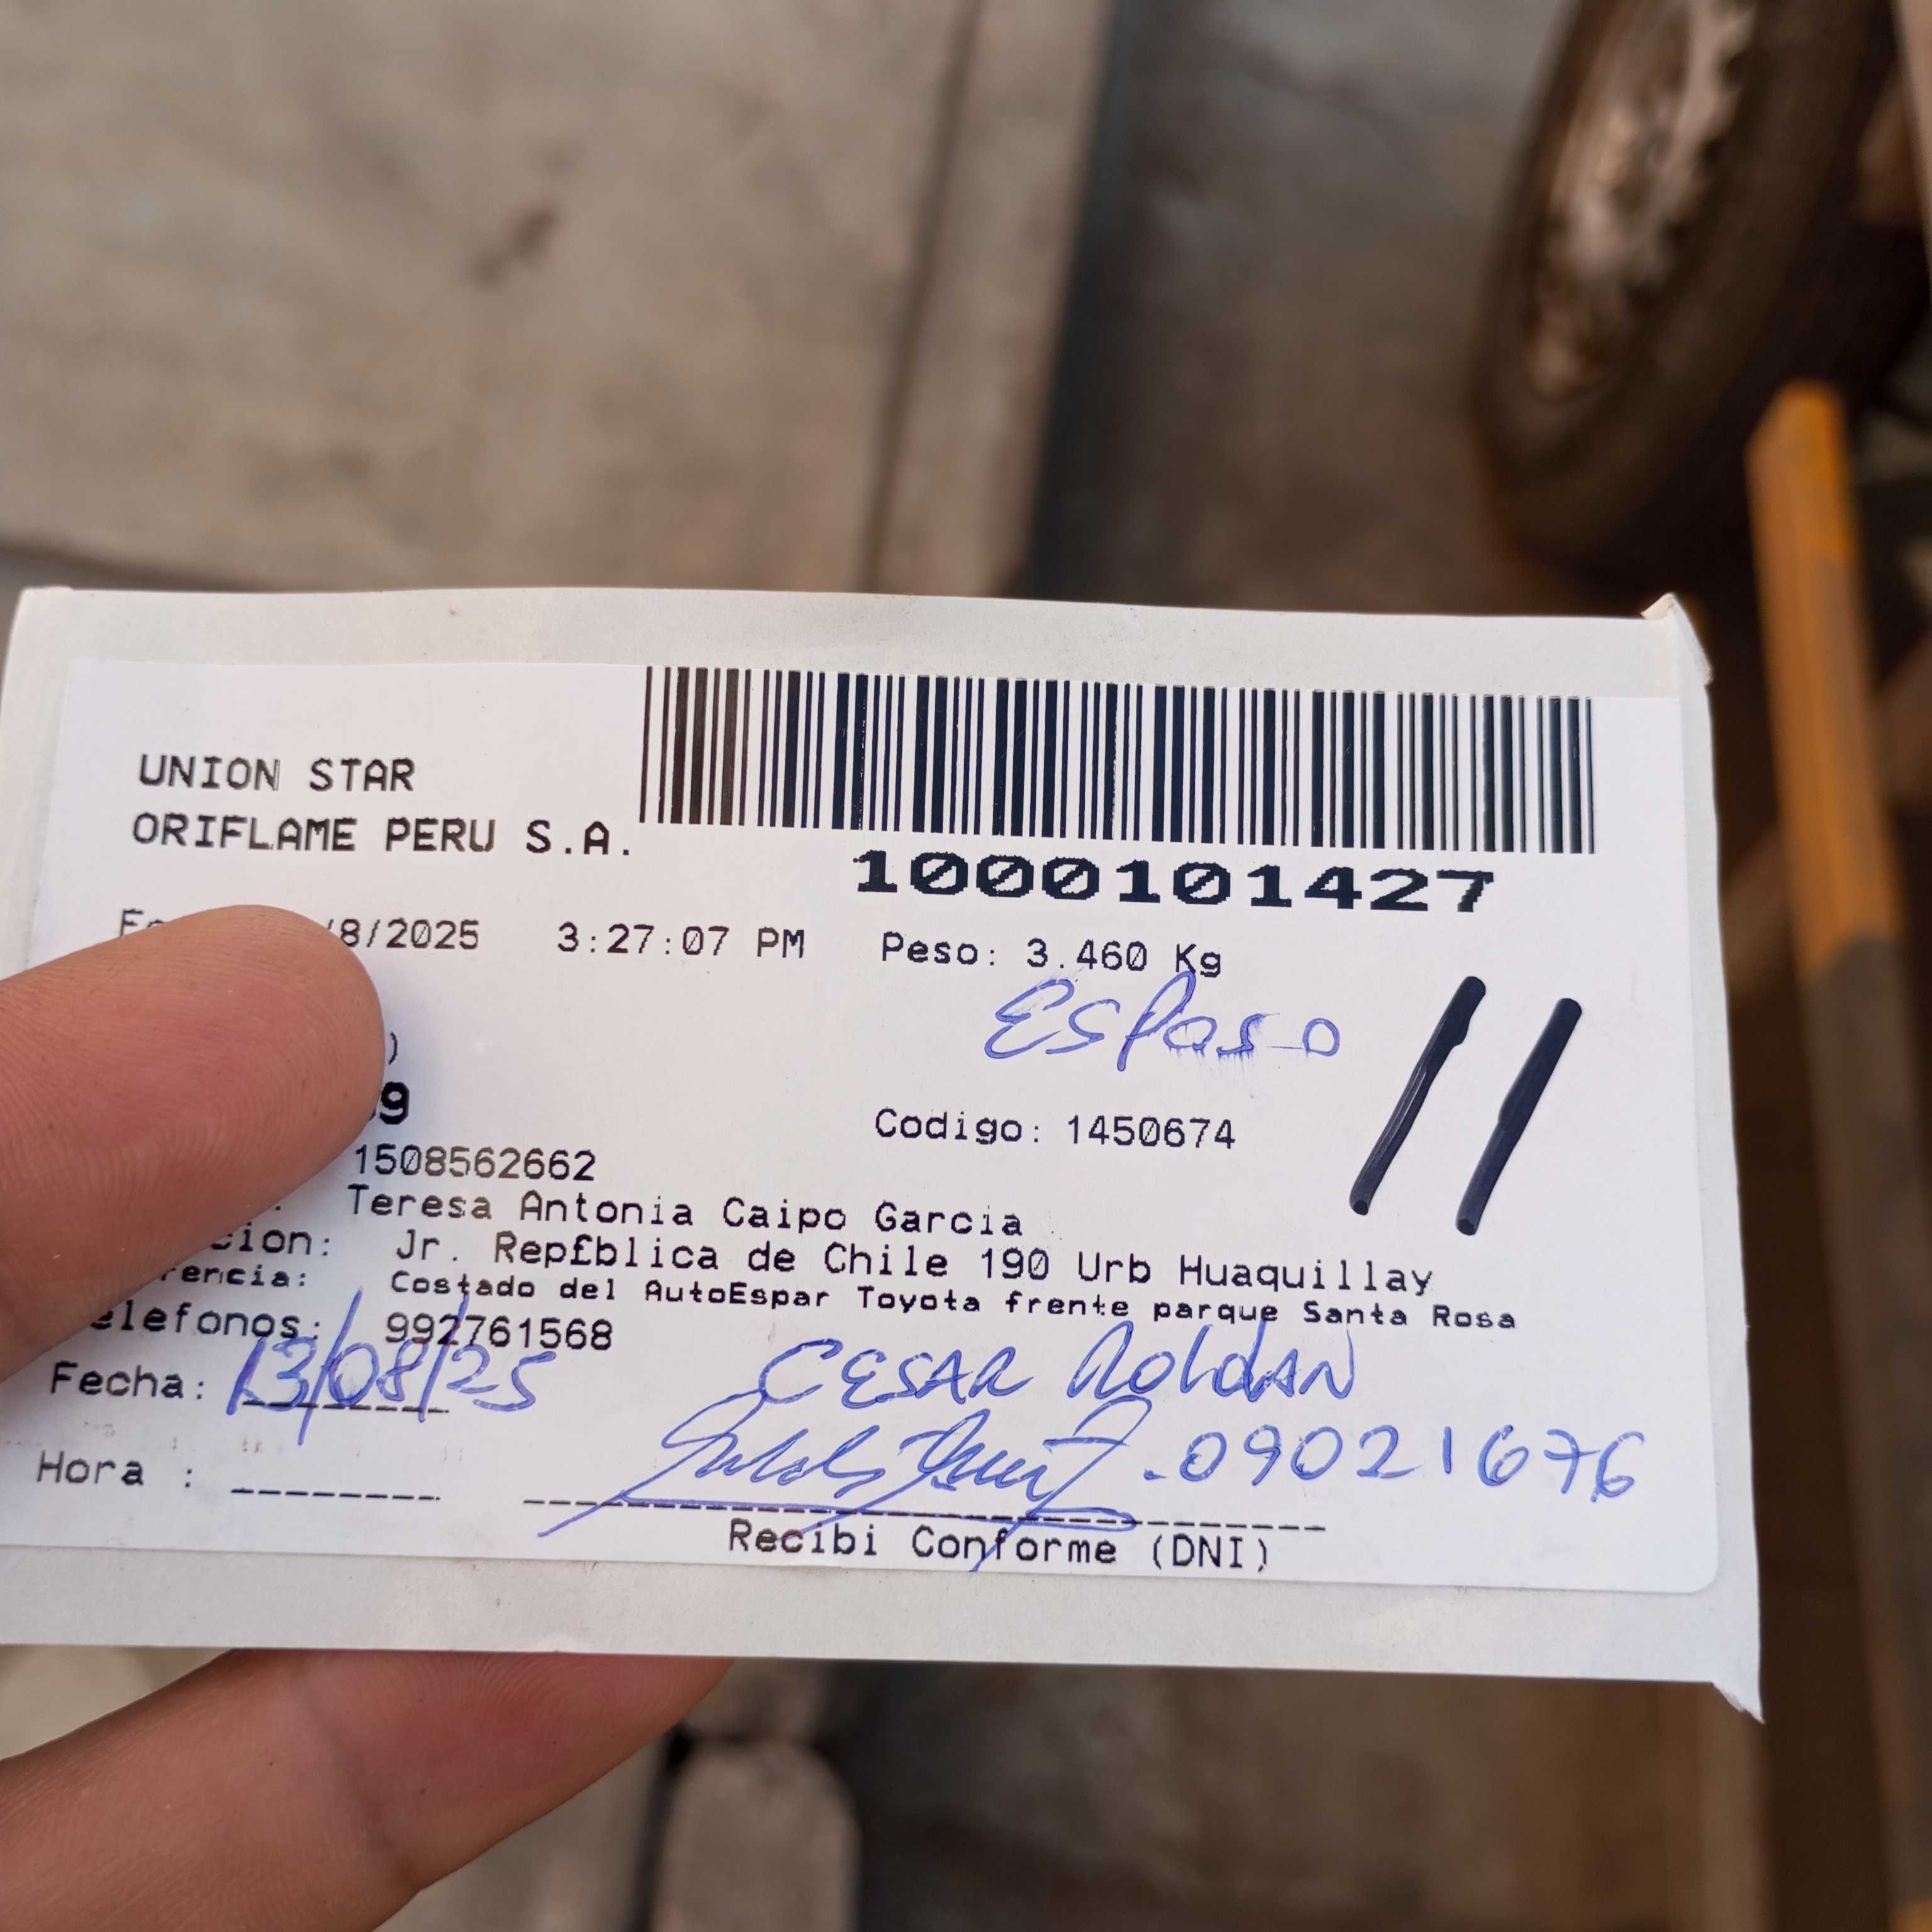 UNION STAR
ORIFLAME PERU S.A.
1000101427
/8/2025 3:27:07 PM Peso: 3.460 Kg
Esposo
)
9
Codigo: 1450674
1508562662
Teresa Antonia Caipo Garcia
cion: Jr. Rep£blica de Chile 190 Urb Huaquillay
rencia: Costado del AutoEspar Toyota frente parque Santa Rosa
elefonos: 992761568
Fecha: 13/08/25 CESAR ROLDAN
09021676
Hora :
Recibi Conforme (DNI)